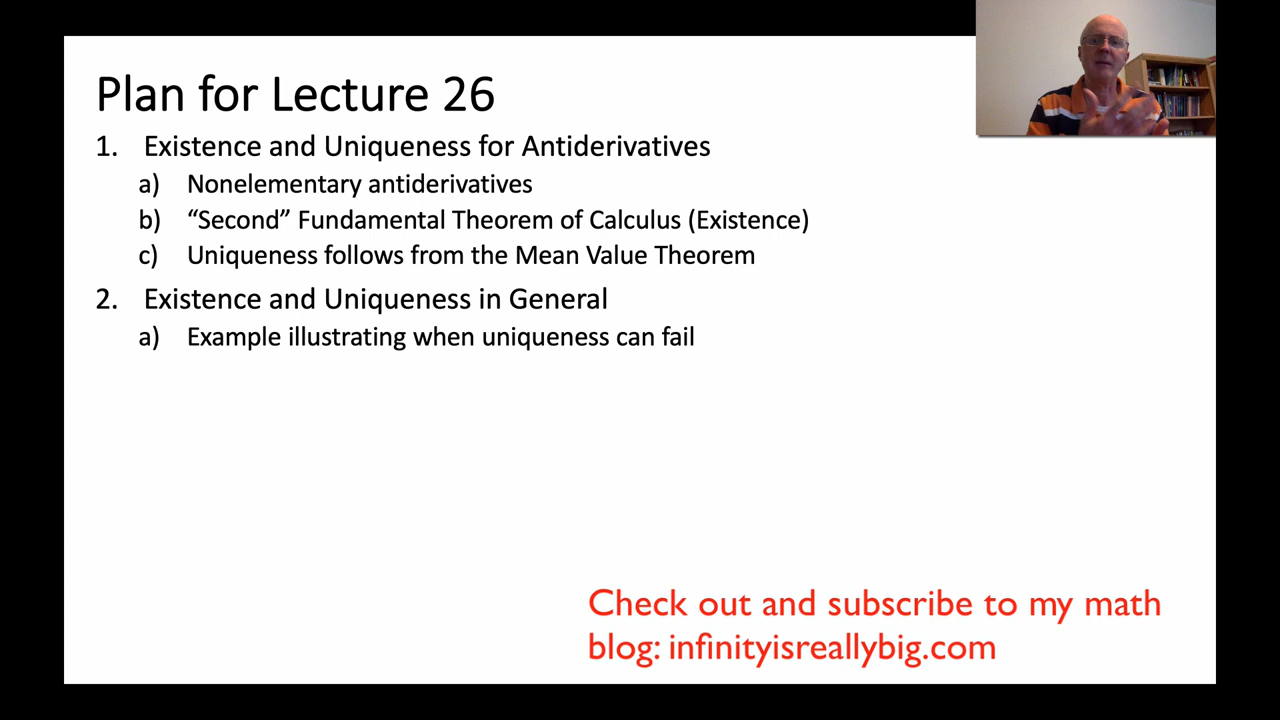 Plan for Lecture 26
1. Existence and Uniqueness for Antiderivatives
a) Nonelementary antiderivatives
b) “Second” Fundamental Theorem of Calculus (Existence)
c) Uniqueness follows from the Mean Value Theorem
2. Existence and Uniqueness in General
a) Example illustrating when uniqueness can fail
Check out and subscribe to my math
blog: infinityisreallybig.com